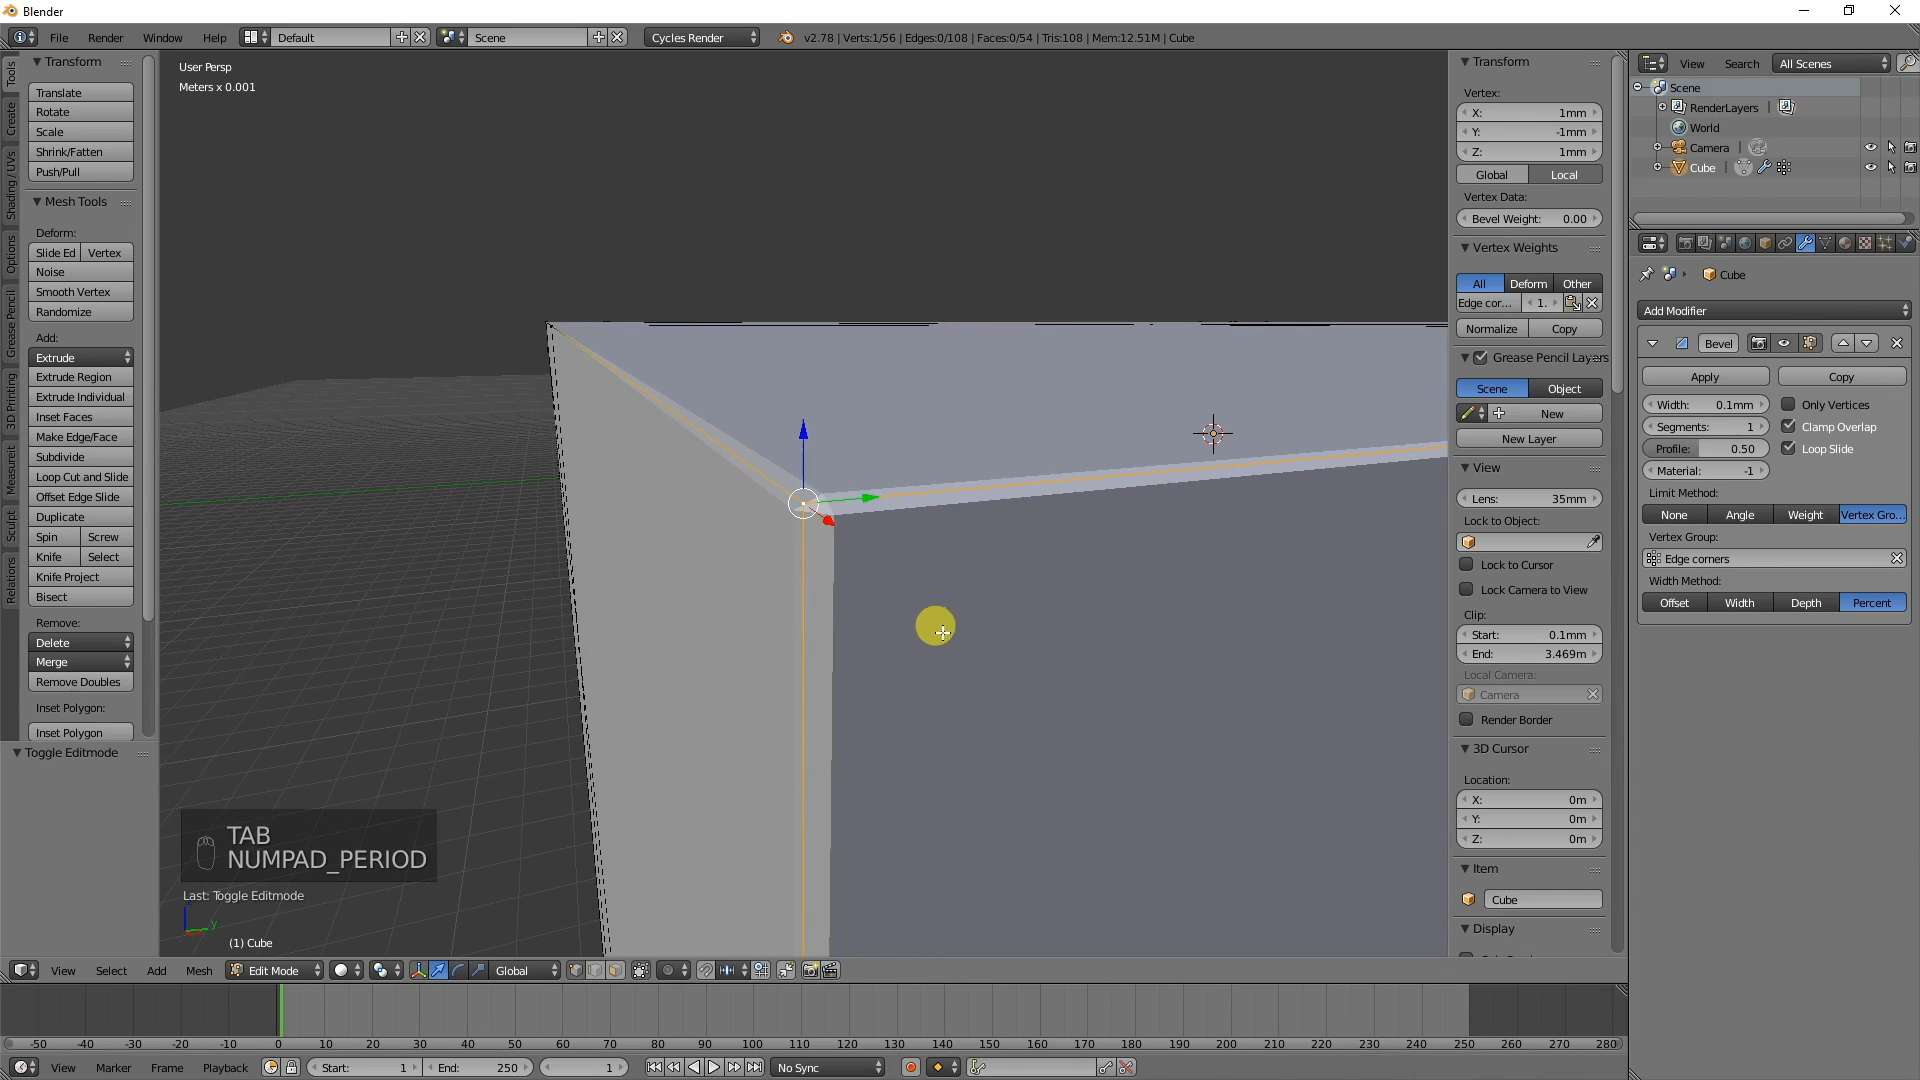 Blender
File Render Window Help Default Scene Cycles Render v2.78 | Verts:1/56 | Edges:0/108 | Faces:0/54 | Tris:108 | Mem:12.51M | Cube
Tools
Create
Shading / UVs
Options
Grease Pencil
3D Printing
Measureit
Sculpt
Relations
Transform
Translate
Rotate
Scale
Shrink/Fatten
Push/Pull
Mesh Tools
Deform:
Slide Ed Vertex
Noise
Smooth Vertex
Randomize
Add:
Extrude
Extrude Region
Extrude Individual
Inset Faces
Make Edge/Face
Subdivide
Loop Cut and Slide
Offset Edge Slide
Duplicate
Spin Screw
Knife Select
Knife Project
Bisect
Remove:
Delete
Merge
Remove Doubles
Inset Polygon:
Inset Polygon
Toggle Editmode
User Persp
Meters x 0.001
TAB
NUMPAD_PERIOD
Last: Toggle Editmode
y
(1) Cube
Transform
Vertex:
X: 1mm
Y: -1mm
Z: 1mm
Global Local
Vertex Data:
Bevel Weight: 0.00
Vertex Weights
All Deform Other
Edge cor... 1.
Normalize Copy
Grease Pencil Layers
Scene Object
New
New Layer
View
Lens: 35mm
Lock to Object:
Lock to Cursor
Lock Camera to View
Clip:
Start: 0.1mm
End: 3.469m
Local Camera:
Camera
Render Border
3D Cursor
Location:
X: 0m
Y: 0m
Z: 0m
Item
Cube
Display
View Search All Scenes
Scene
RenderLayers |
World
Camera |
Cube |
Cube
Add Modifier
Bevel
Apply Copy
Width: 0.1mm Only Vertices
Segments: 1 Clamp Overlap
Profile: 0.50 Loop Slide
Material: -1
Limit Method:
None Angle Weight Vertex Gro...
Vertex Group:
Edge corners
Width Method:
Offset Width Depth Percent
View Select Add Mesh Edit Mode Global
-50 -40 -30 -20 -10 0 10 20 30 40 50 60 70 80 90 100 110 120 130 140 150 160 170 180 190 200 210 220 230 240 250 260 270 280
View Marker Frame Playback Start: 1 End: 250 1 No Sync